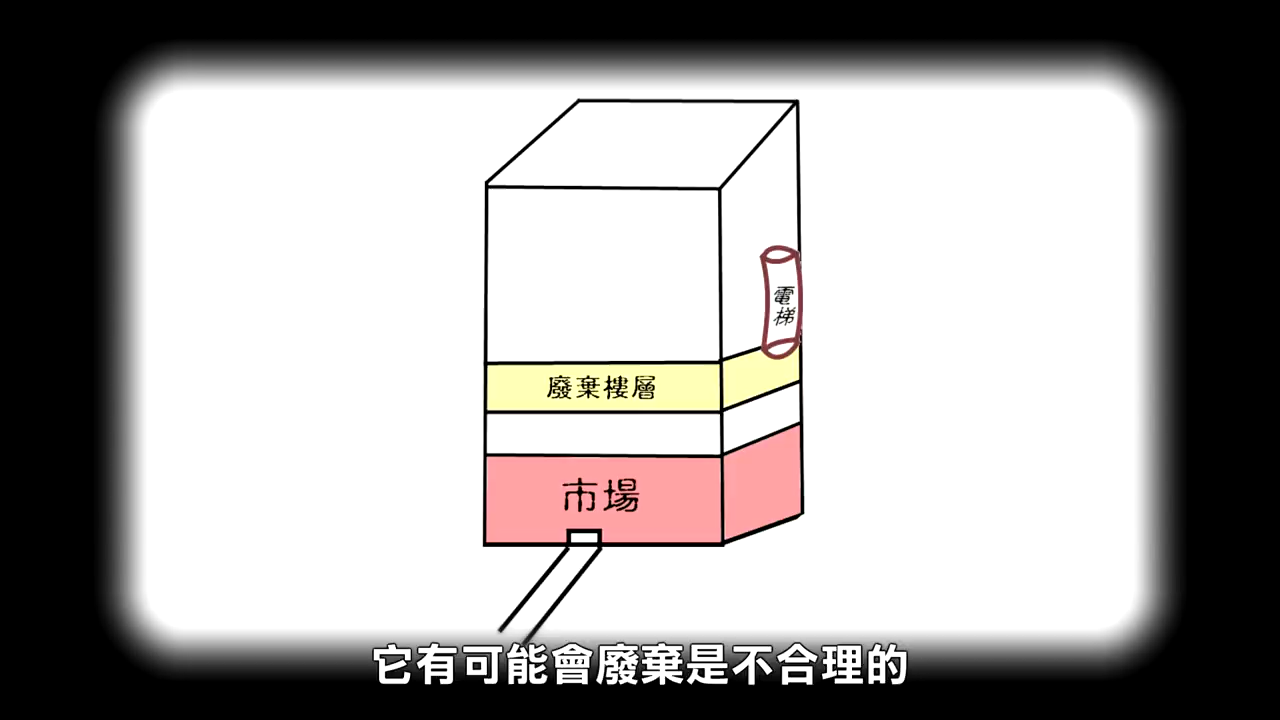 電梯
廢棄樓層
市場
它有可能會廢棄是不合理的